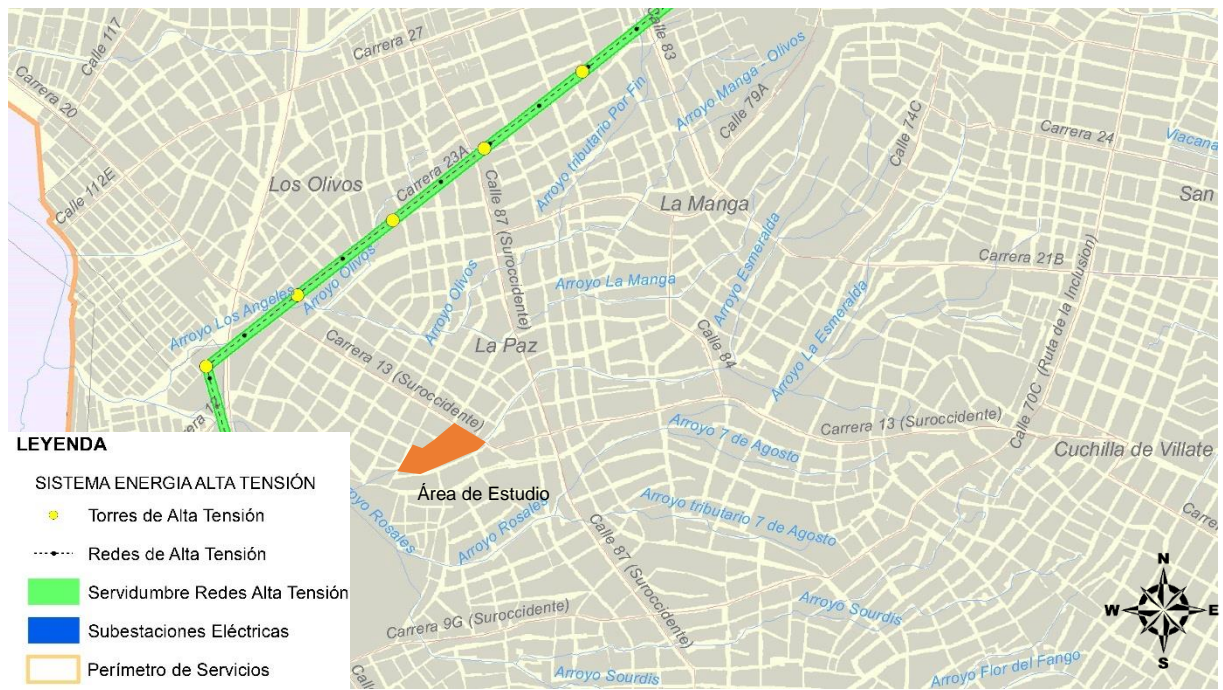 Calle 117
Carrera 27
Calle 83
Carrera 20
Arroyo Manga - Olivos
Arroyo tributario Por Fin
Calle 79A
Calle 74C
Carrera 24
Viacana
Calle 112E
Los Olivos
Carrera 23A
Calle 87 (Suroccidente)
La Manga
San
Carrera 21B
Arroyo Los Angeles
Arroyo Olivos
Arroyo Olivos
Arroyo La Manga
Arroyo Esmeralda
Arroyo La Esmeralda
Calle 70C (Ruta de la Inclusion)
La Paz
Calle 84
Carrera 13 (Suroccidente)
Carrera 13 (Suroccidente)
Arroyo 7 de Agosto
Cuchilla de Villate
Área de Estudio
Arroyo Rosales
Arroyo tributario 7 de Agosto
Calle 87 (Suroccidente)
Carrera 9G (Suroccidente)
Arroyo Sourdis
Arroyo Sourdis
Arroyo Flor del Fango
LEYENDA
SISTEMA ENERGIA ALTA TENSIÓN
Torres de Alta Tensión
Redes de Alta Tensión
Servidumbre Redes Alta Tensión
Subestaciones Eléctricas
Perímetro de Servicios
N
W
E
S